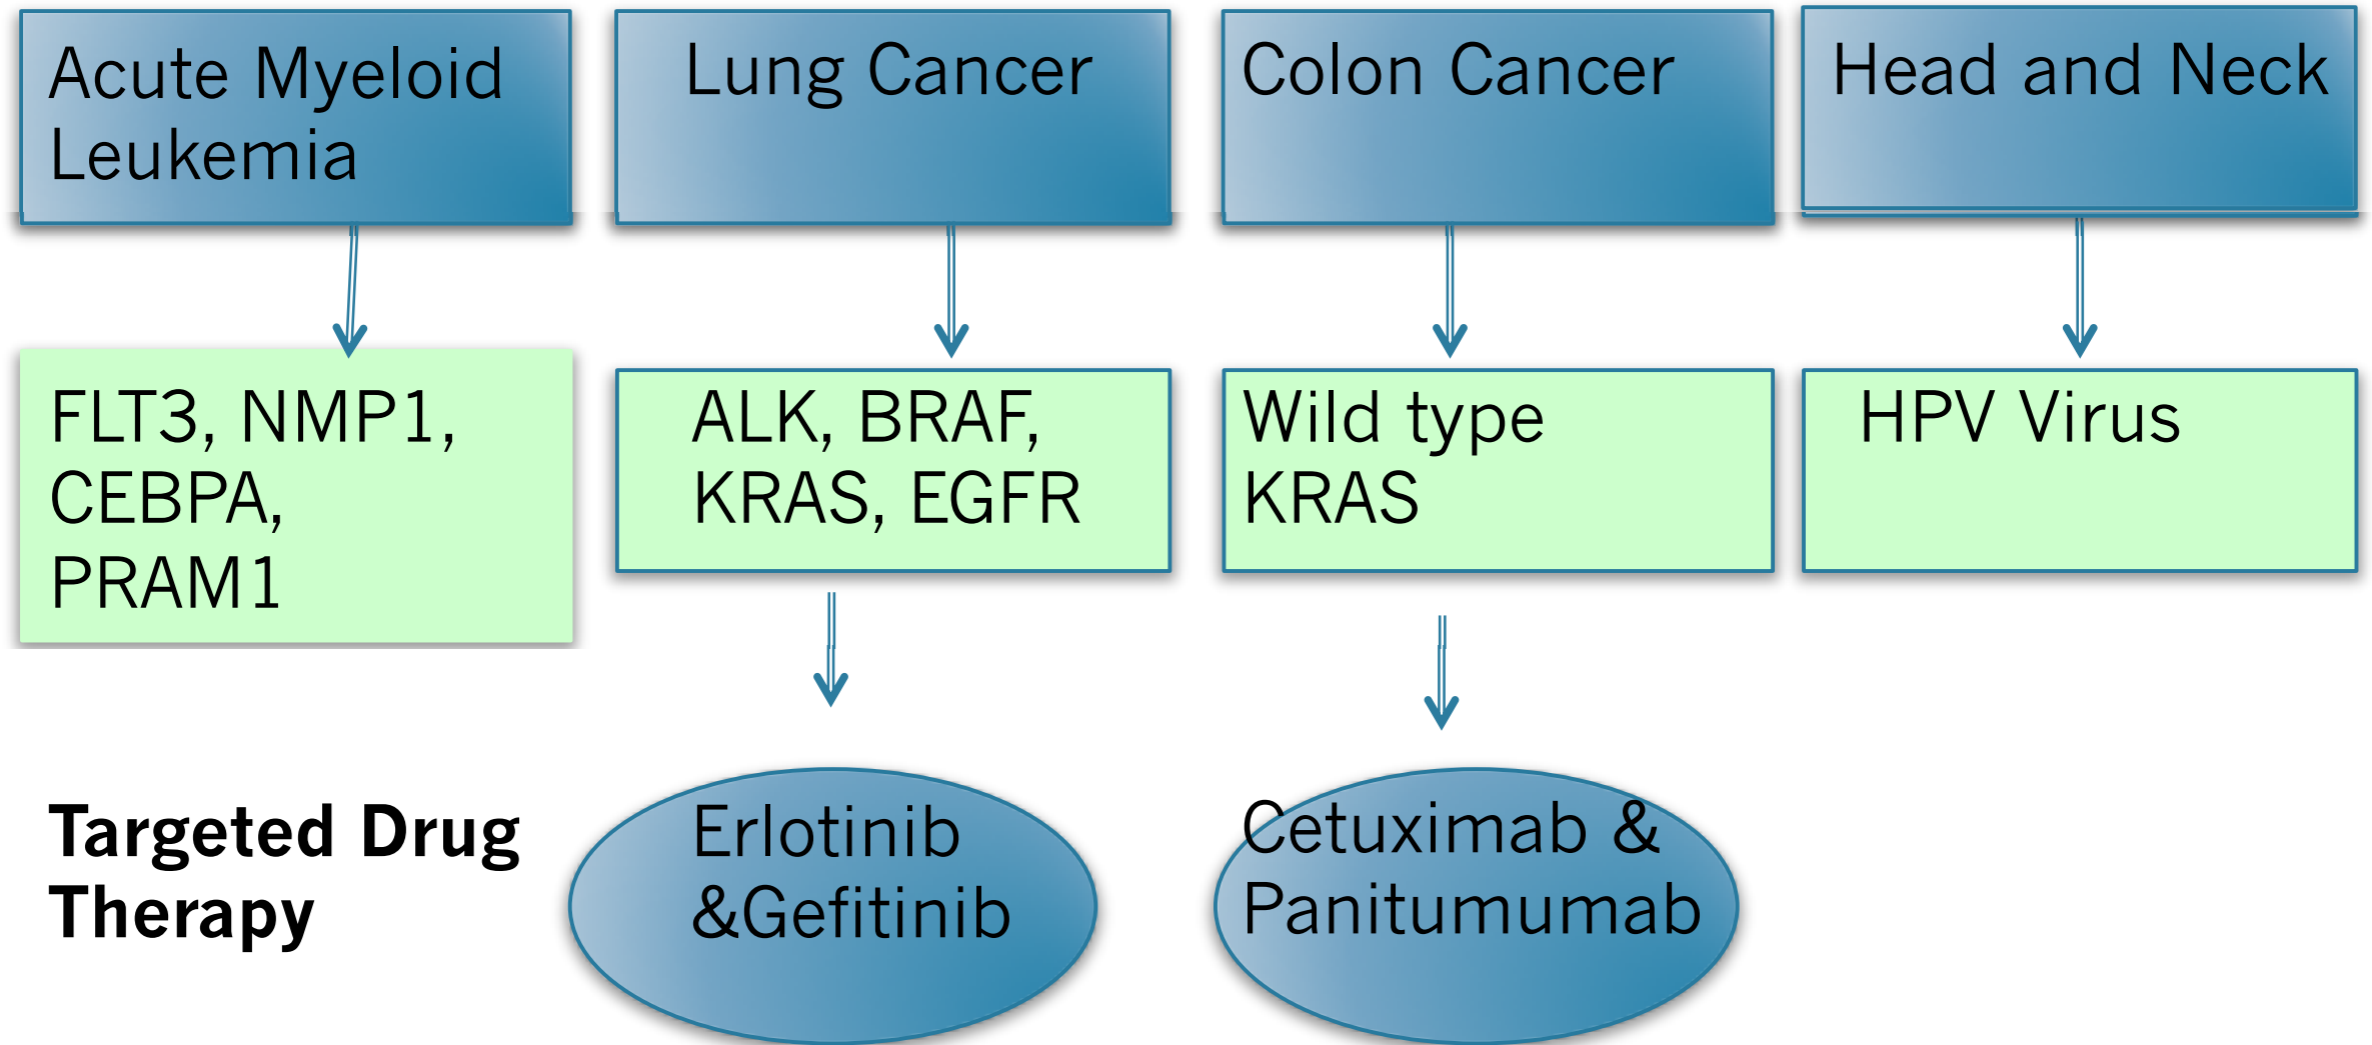 Acute Myeloid
Leukemia
Lung Cancer
Colon Cancer
Head and Neck
FLT3, NMP1,
CEBPA,
PRAM1
ALK, BRAF,
KRAS, EGFR
Wild type
KRAS
HPV Virus
Targeted Drug
Therapy
Erlotinib
&Gefitinib
Cetuximab &
Panitumumab